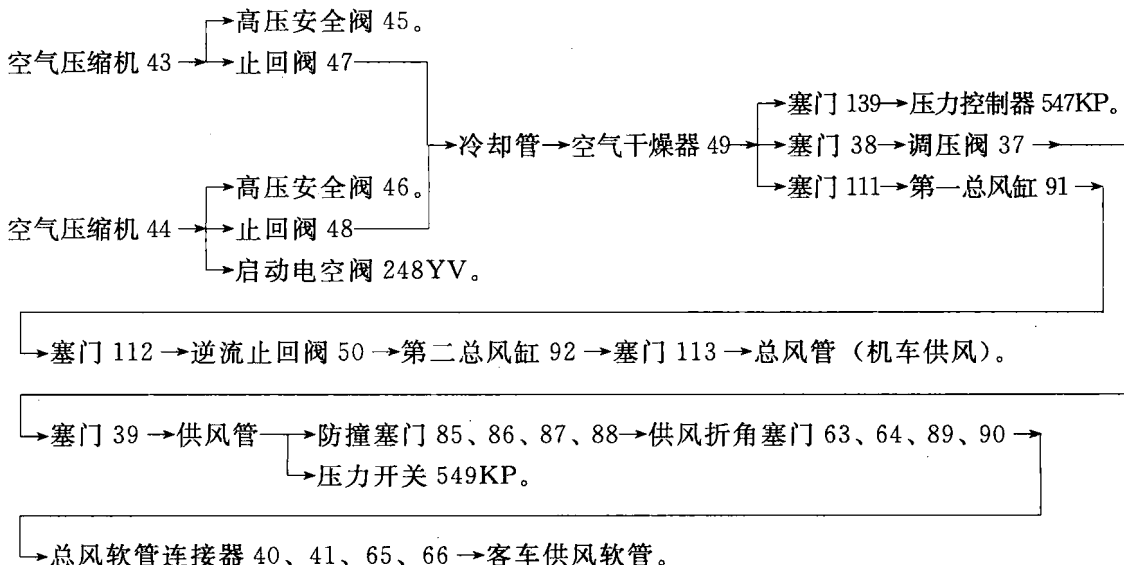 →高压安全阀 45。
空气压缩机 43→→止回阀 47
→塞门 139→压力控制器 547KP。
→冷却管→空气干燥器 49→→塞门 38→调压阀 37→
→塞门 111→第一总风缸 91→
→高压安全阀 46。
空气压缩机 44→→止回阀 48
→启动电空阀 248YV。
→塞门 112→逆流止回阀 50→第二总风缸 92→塞门 113→总风管（机车供风）。
→塞门 39→供风管→防撞塞门 85、86、87、88→供风折角塞门 63、64、89、90→
→压力开关 549KP。
→总风软管连接器 40、41、65、66→客车供风软管。